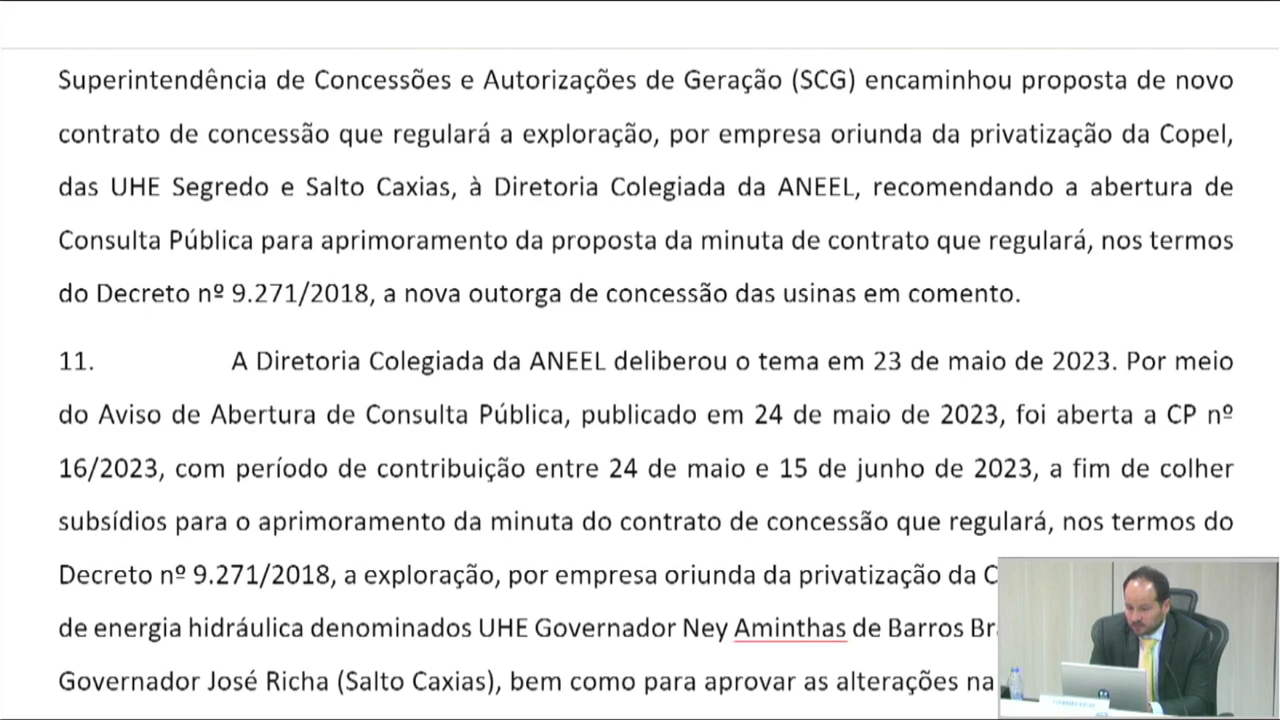 Superintendência de Concessões e Autorizações de Geração (SCG) encaminhou proposta de novo
contrato de concessão que regulará a exploração, por empresa oriunda da privatização da Copel,
das UHE Segredo e Salto Caxias, à Diretoria Colegiada da ANEEL, recomendando a abertura de
Consulta Pública para aprimoramento da proposta da minuta de contrato que regulará, nos termos
do Decreto nº 9.271/2018, a nova outorga de concessão das usinas em comento.
11. A Diretoria Colegiada da ANEEL deliberou o tema em 23 de maio de 2023. Por meio
do Aviso de Abertura de Consulta Pública, publicado em 24 de maio de 2023, foi aberta a CP nº
16/2023, com período de contribuição entre 24 de maio e 15 de junho de 2023, a fim de colher
subsídios para o aprimoramento da minuta do contrato de concessão que regulará, nos termos do
Decreto nº 9.271/2018, a exploração, por empresa oriunda da privatização da
de energia hidráulica denominados UHE Governador Ney Aminthas de Barros
Governador José Richa (Salto Caxias), bem como para aprovar as alterações na